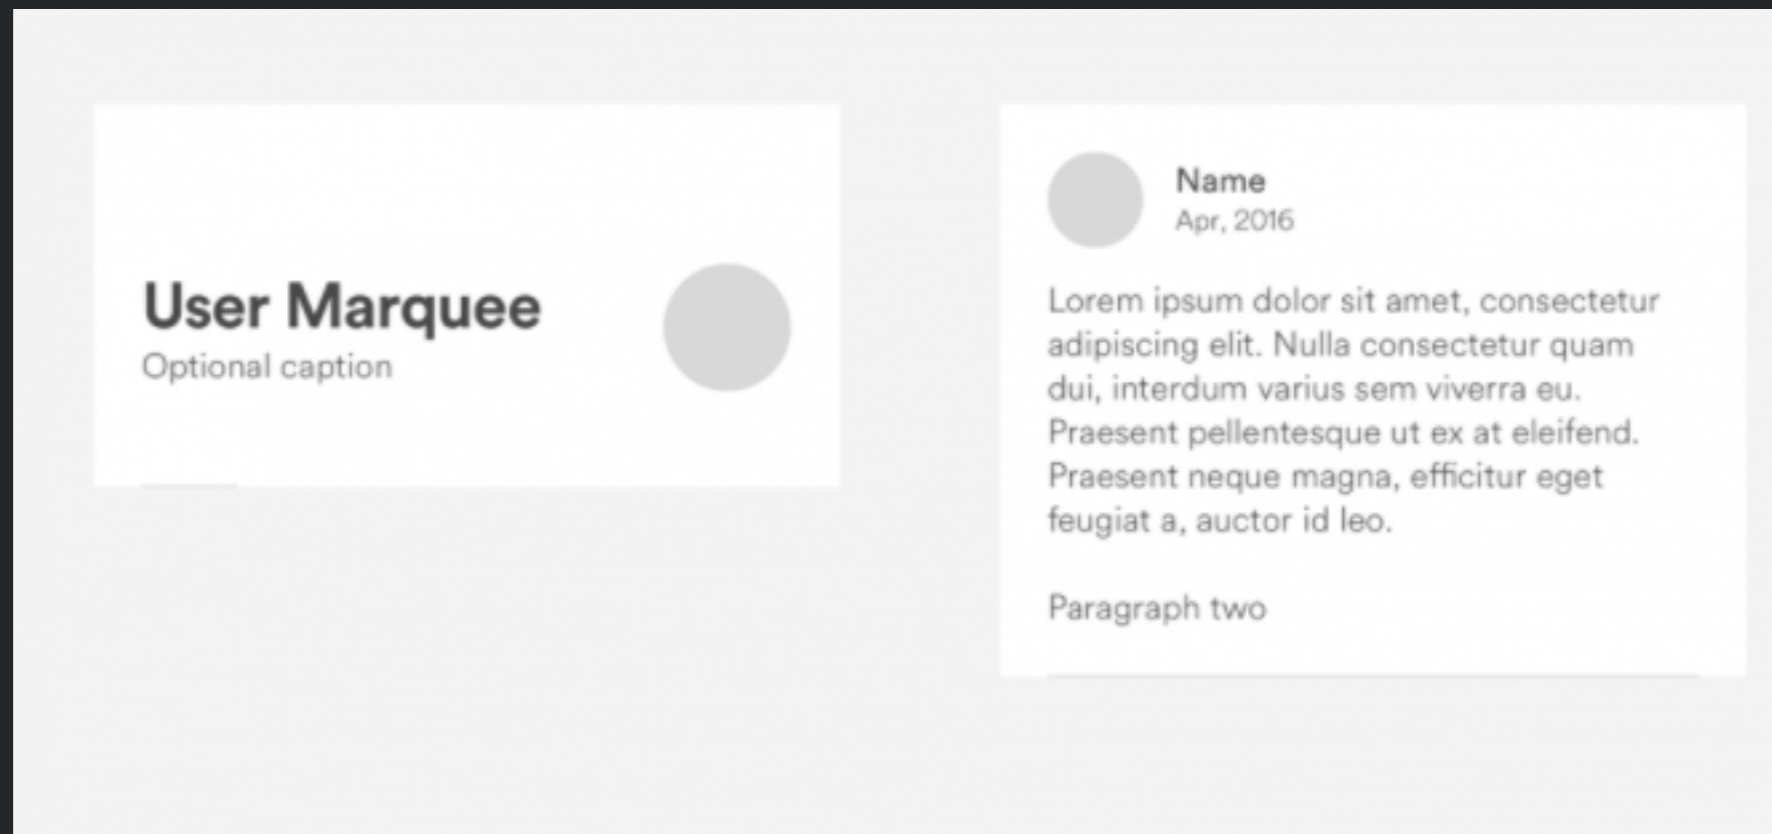 User Marquee
Optional caption
Name
Apr, 2016
Lorem ipsum dolor sit amet, consectetur
adipiscing elit. Nulla consectetur quam
dui, interdum varius sem viverra eu.
Praesent pellentesque ut ex at eleifend.
Praesent neque magna, efficitur eget
feugiat a, auctor id leo.
Paragraph two